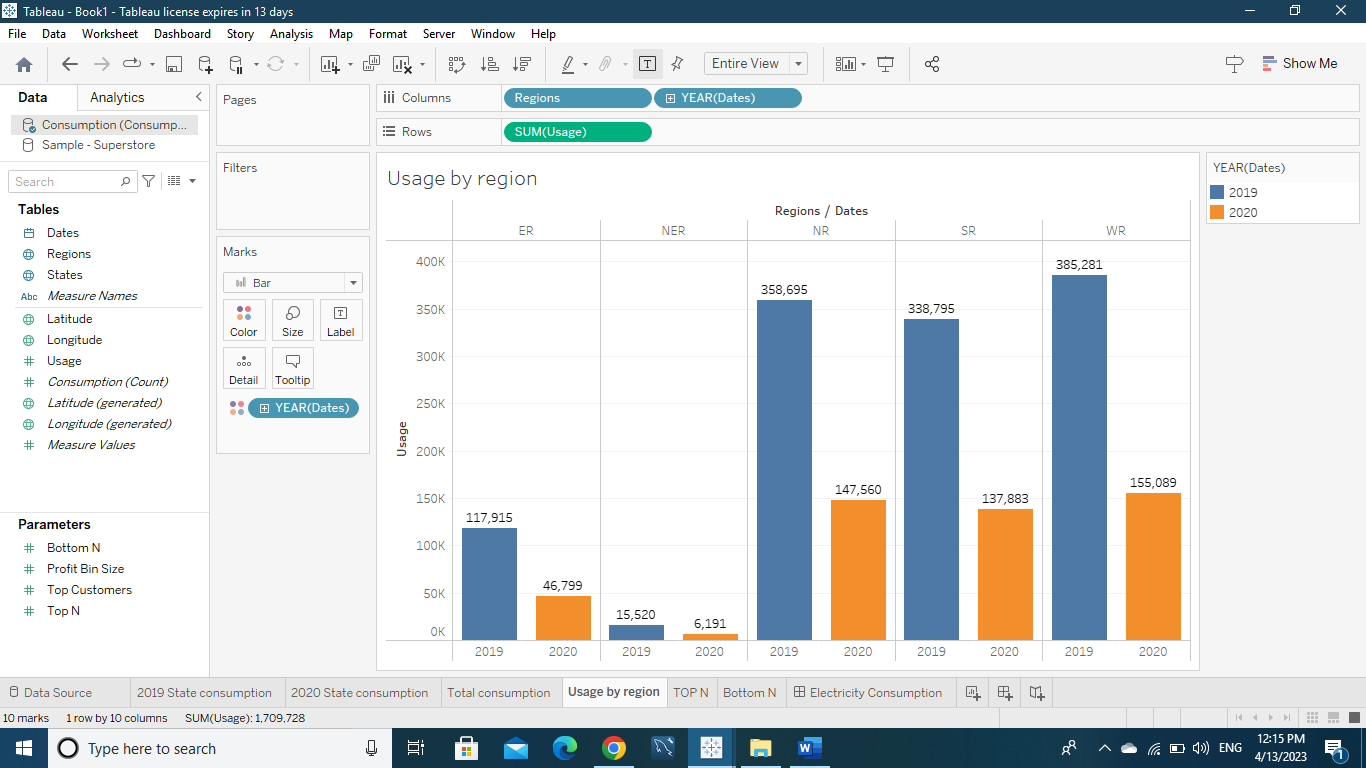 Tableau - Book1 - Tableau license expires in 13 days
File Data Worksheet Dashboard Story Analysis Map Format Server Window Help
Entire View
Show Me
Data Analytics
Consumption (Consump...
Sample - Superstore
Search
Tables
Dates
Regions
States
Abc Measure Names
Latitude
Longitude
Usage
Consumption (Count)
Latitude (generated)
Longitude (generated)
Measure Values
Parameters
Bottom N
Profit Bin Size
Top Customers
Top N
Pages
Filters
Marks
Bar
Color Size Label
Detail Tooltip
YEAR(Dates)
Columns Regions YEAR(Dates)
Rows SUM(Usage)
Usage by region
Regions / Dates
ER NER NR SR WR
Usage
400K
350K
300K
250K
200K
150K
100K
50K
0K
117,915
46,799
15,520
6,191
358,695
147,560
338,795
137,883
385,281
155,089
2019 2020 2019 2020 2019 2020 2019 2020 2019 2020
YEAR(Dates)
2019
2020
Data Source 2019 State consumption 2020 State consumption Total consumption Usage by region TOP N Bottom N Electricity Consumption
10 marks 1 row by 10 columns SUM(Usage): 1,709,728
Type here to search
W
ENG
12:15 PM
4/13/2023
1